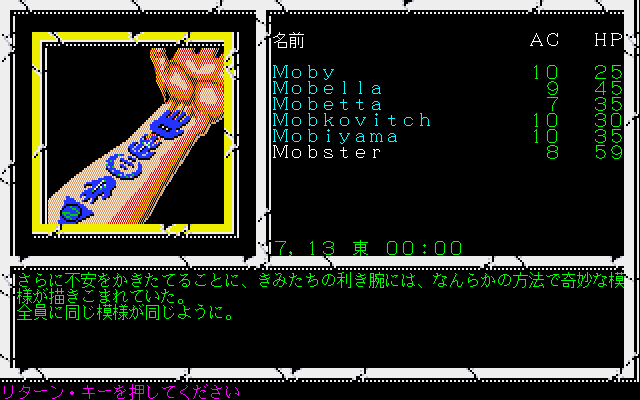 名前 AC HP
Moby 10 25
Mobella 9 45
Mobetta 7 35
Mobkovitch 10 30
Mobiyama 10 35
Mobster 8 59
7, 13 東 00:00
さらに不安をかきたてることに、きみたちの利き腕には、なんらかの方法で奇妙な模
様が描きこまれていた。
全員に同じ模様が同じように。
リターン・キーを押してください